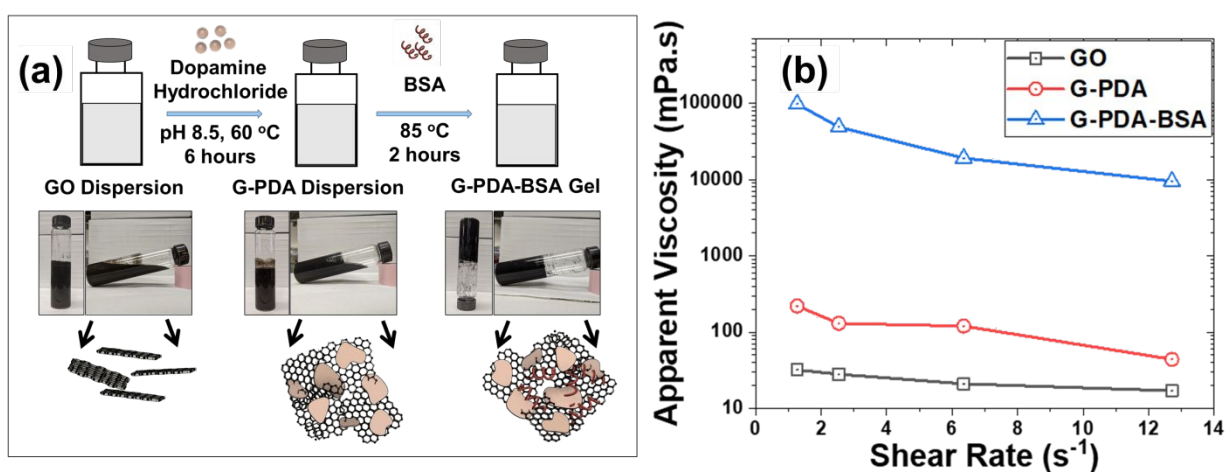 (a)
Dopamine
Hydrochloride
pH 8.5, 60 °C
6 hours
BSA
85 °C
2 hours
GO Dispersion
G-PDA Dispersion
G-PDA-BSA Gel
(b)
GO
G-PDA
G-PDA-BSA
Apparent Viscosity (mPa.s)
100000
10000
1000
100
10
0 2 4 6 8 10 12 14
Shear Rate (s⁻¹)